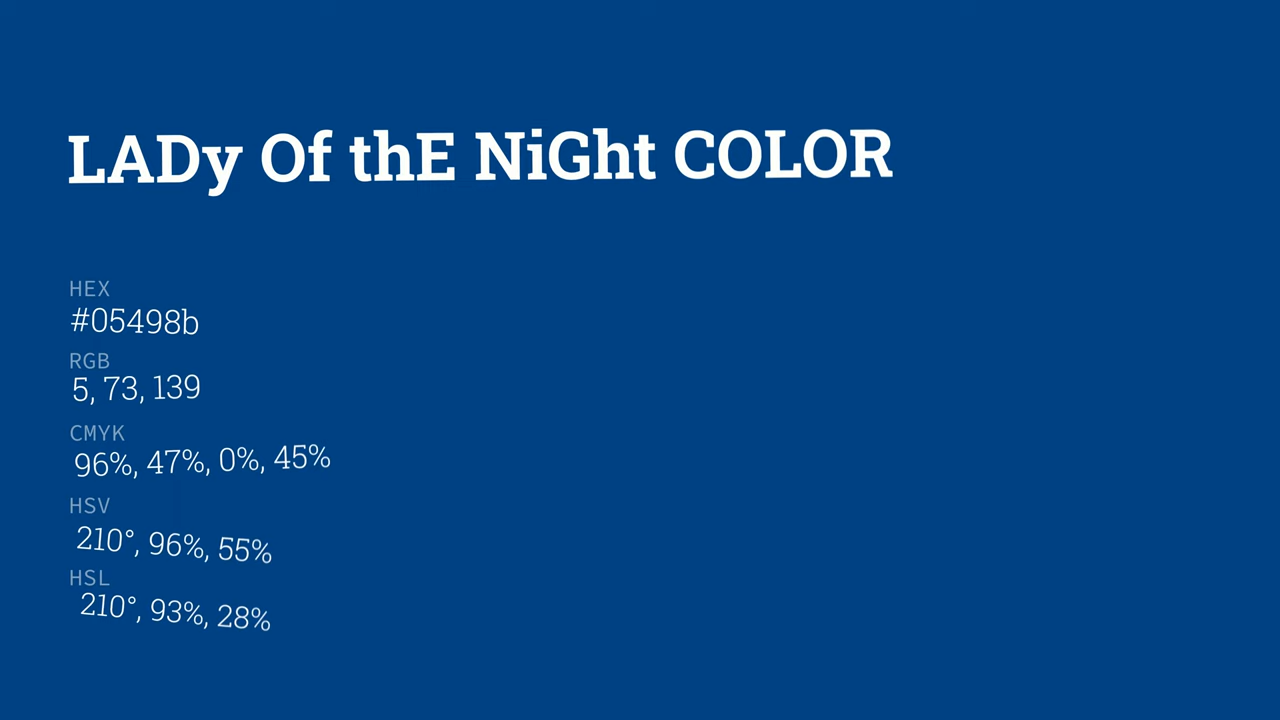 LADy Of thE NiGht COLOR
HEX
#05498b
RGB
5, 73, 139
CMYK
96%, 47%, 0%, 45%
HSV
210°, 96%, 55%
HSL
210°, 93%, 28%